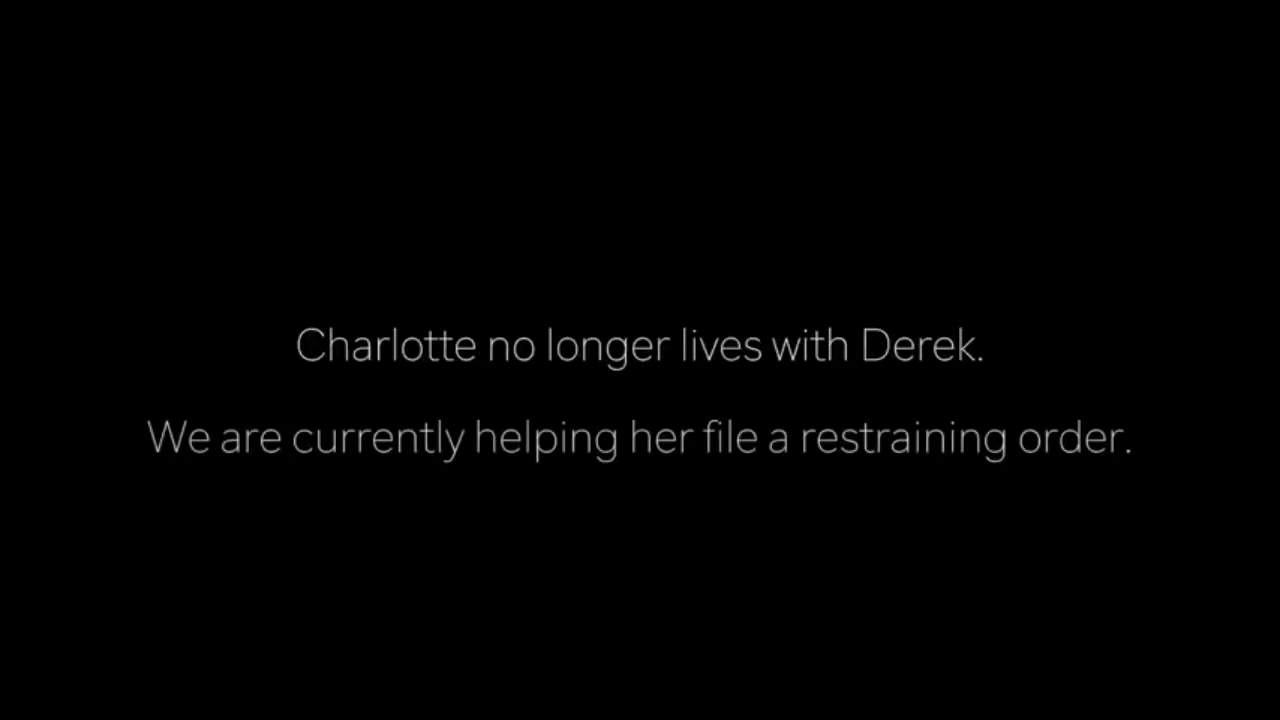 Charlotte no longer lives with Derek.
We are currently helping her file a restraining order.